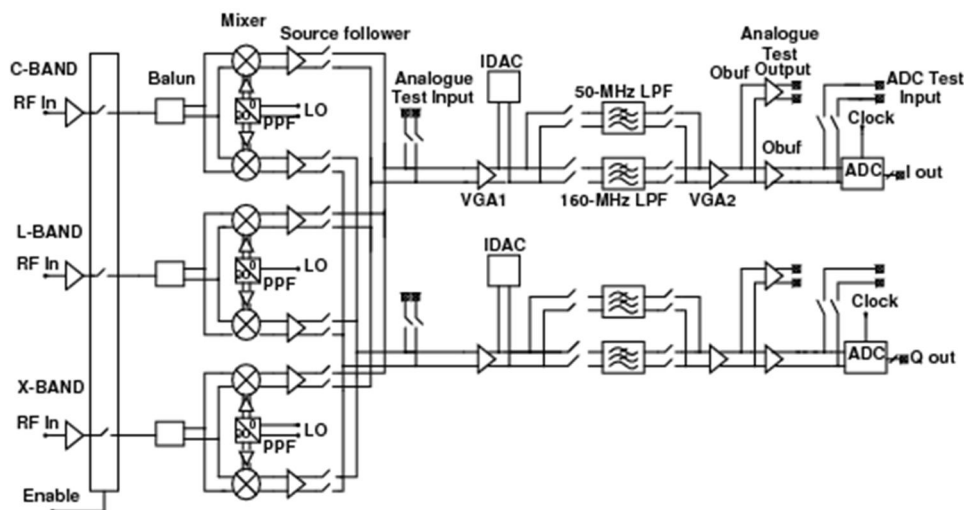 Mixer
Source follower
C-BAND
RF In
Balun
PPF
LO
Analogue
Test Input
IDAC
VGA1
50-MHz LPF
160-MHz LPF
VGA2
Obuf
Analogue
Test
Output
Obuf
ADC Test
Input
Clock
ADC
I out
L-BAND
RF In
PPF
LO
IDAC
Clock
ADC
Q out
X-BAND
RF In
PPF
LO
Enable